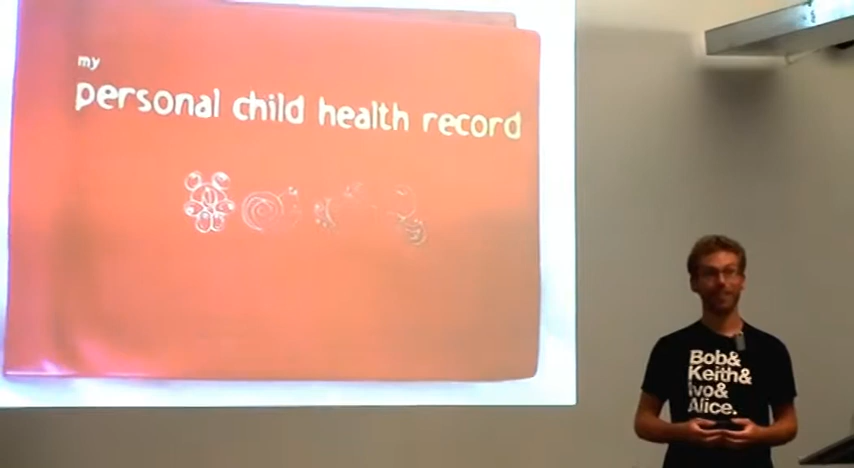 my
personal child health record
Bob&
Keith&
Ivo&
Alice.